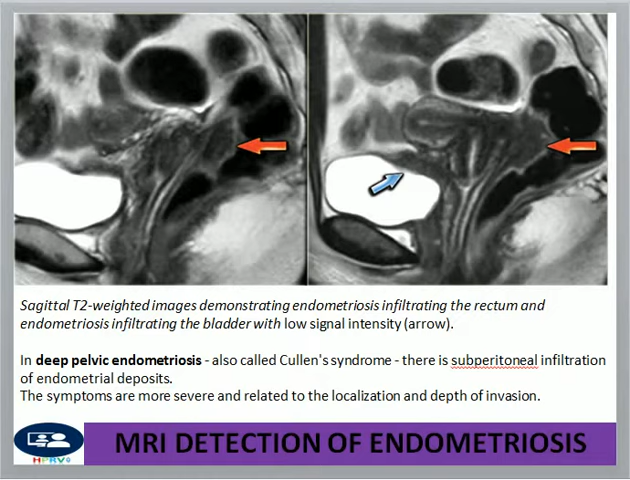 Sagittal T2-weighted images demonstrating endometriosis infiltrating the rectum and
endometriosis infiltrating the bladder with low signal intensity (arrow).
In deep pelvic endometriosis - also called Cullen's syndrome - there is subperitoneal infiltration
of endometrial deposits.
The symptoms are more severe and related to the localization and depth of invasion.
HPRV
MRI DETECTION OF ENDOMETRIOSIS